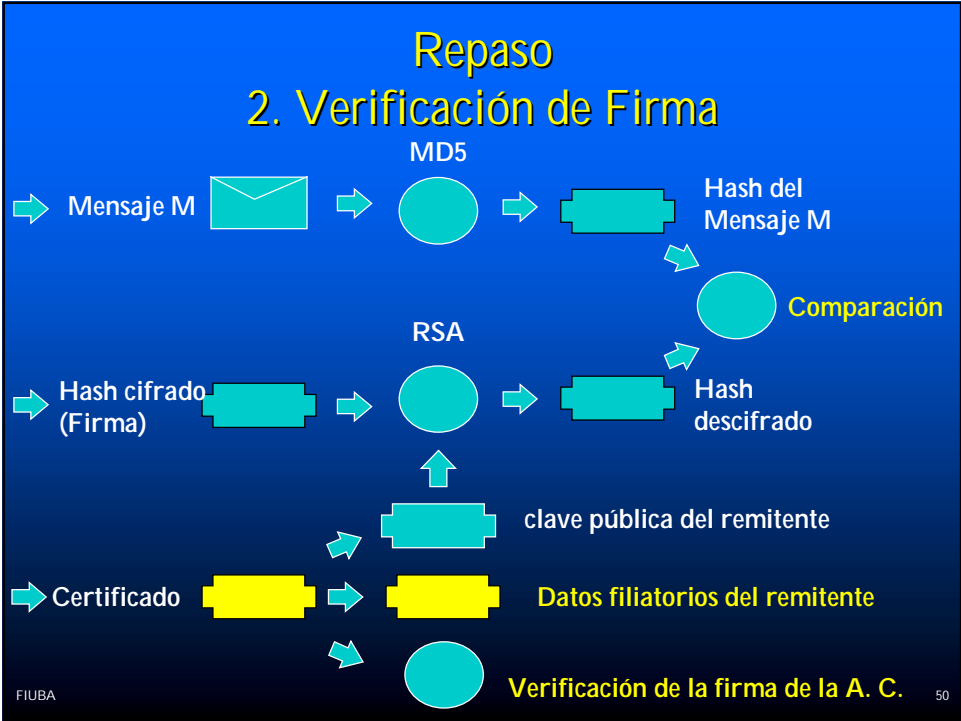 Repaso
2. Verificación de Firma
MD5
Mensaje M
Hash del
Mensaje M
Comparación
RSA
Hash cifrado
(Firma)
Hash
descifrado
clave pública del remitente
Certificado
Datos filiatorios del remitente
Verificación de la firma de la A. C.
FIUBA
50